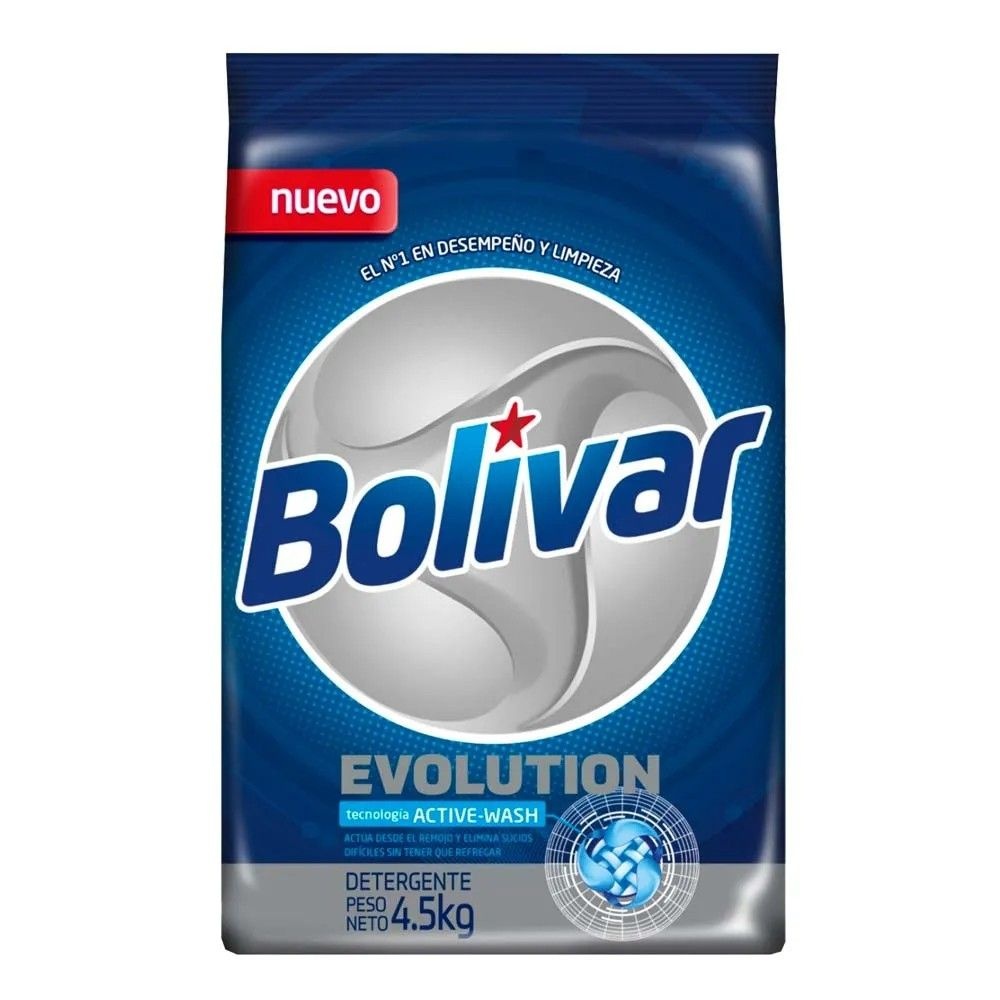 nuevo
EL Nº1 EN DESEMPEÑO Y LIMPIEZA
Bolivar
EVOLUTION
tecnología ACTIVE-WASH
ACTÚA DESDE EL REMOJO Y ELIMINA SUCIOS
DIFÍCILES SIN TENER QUE REFREGAR
DETERGENTE
PESO
NETO 4.5kg